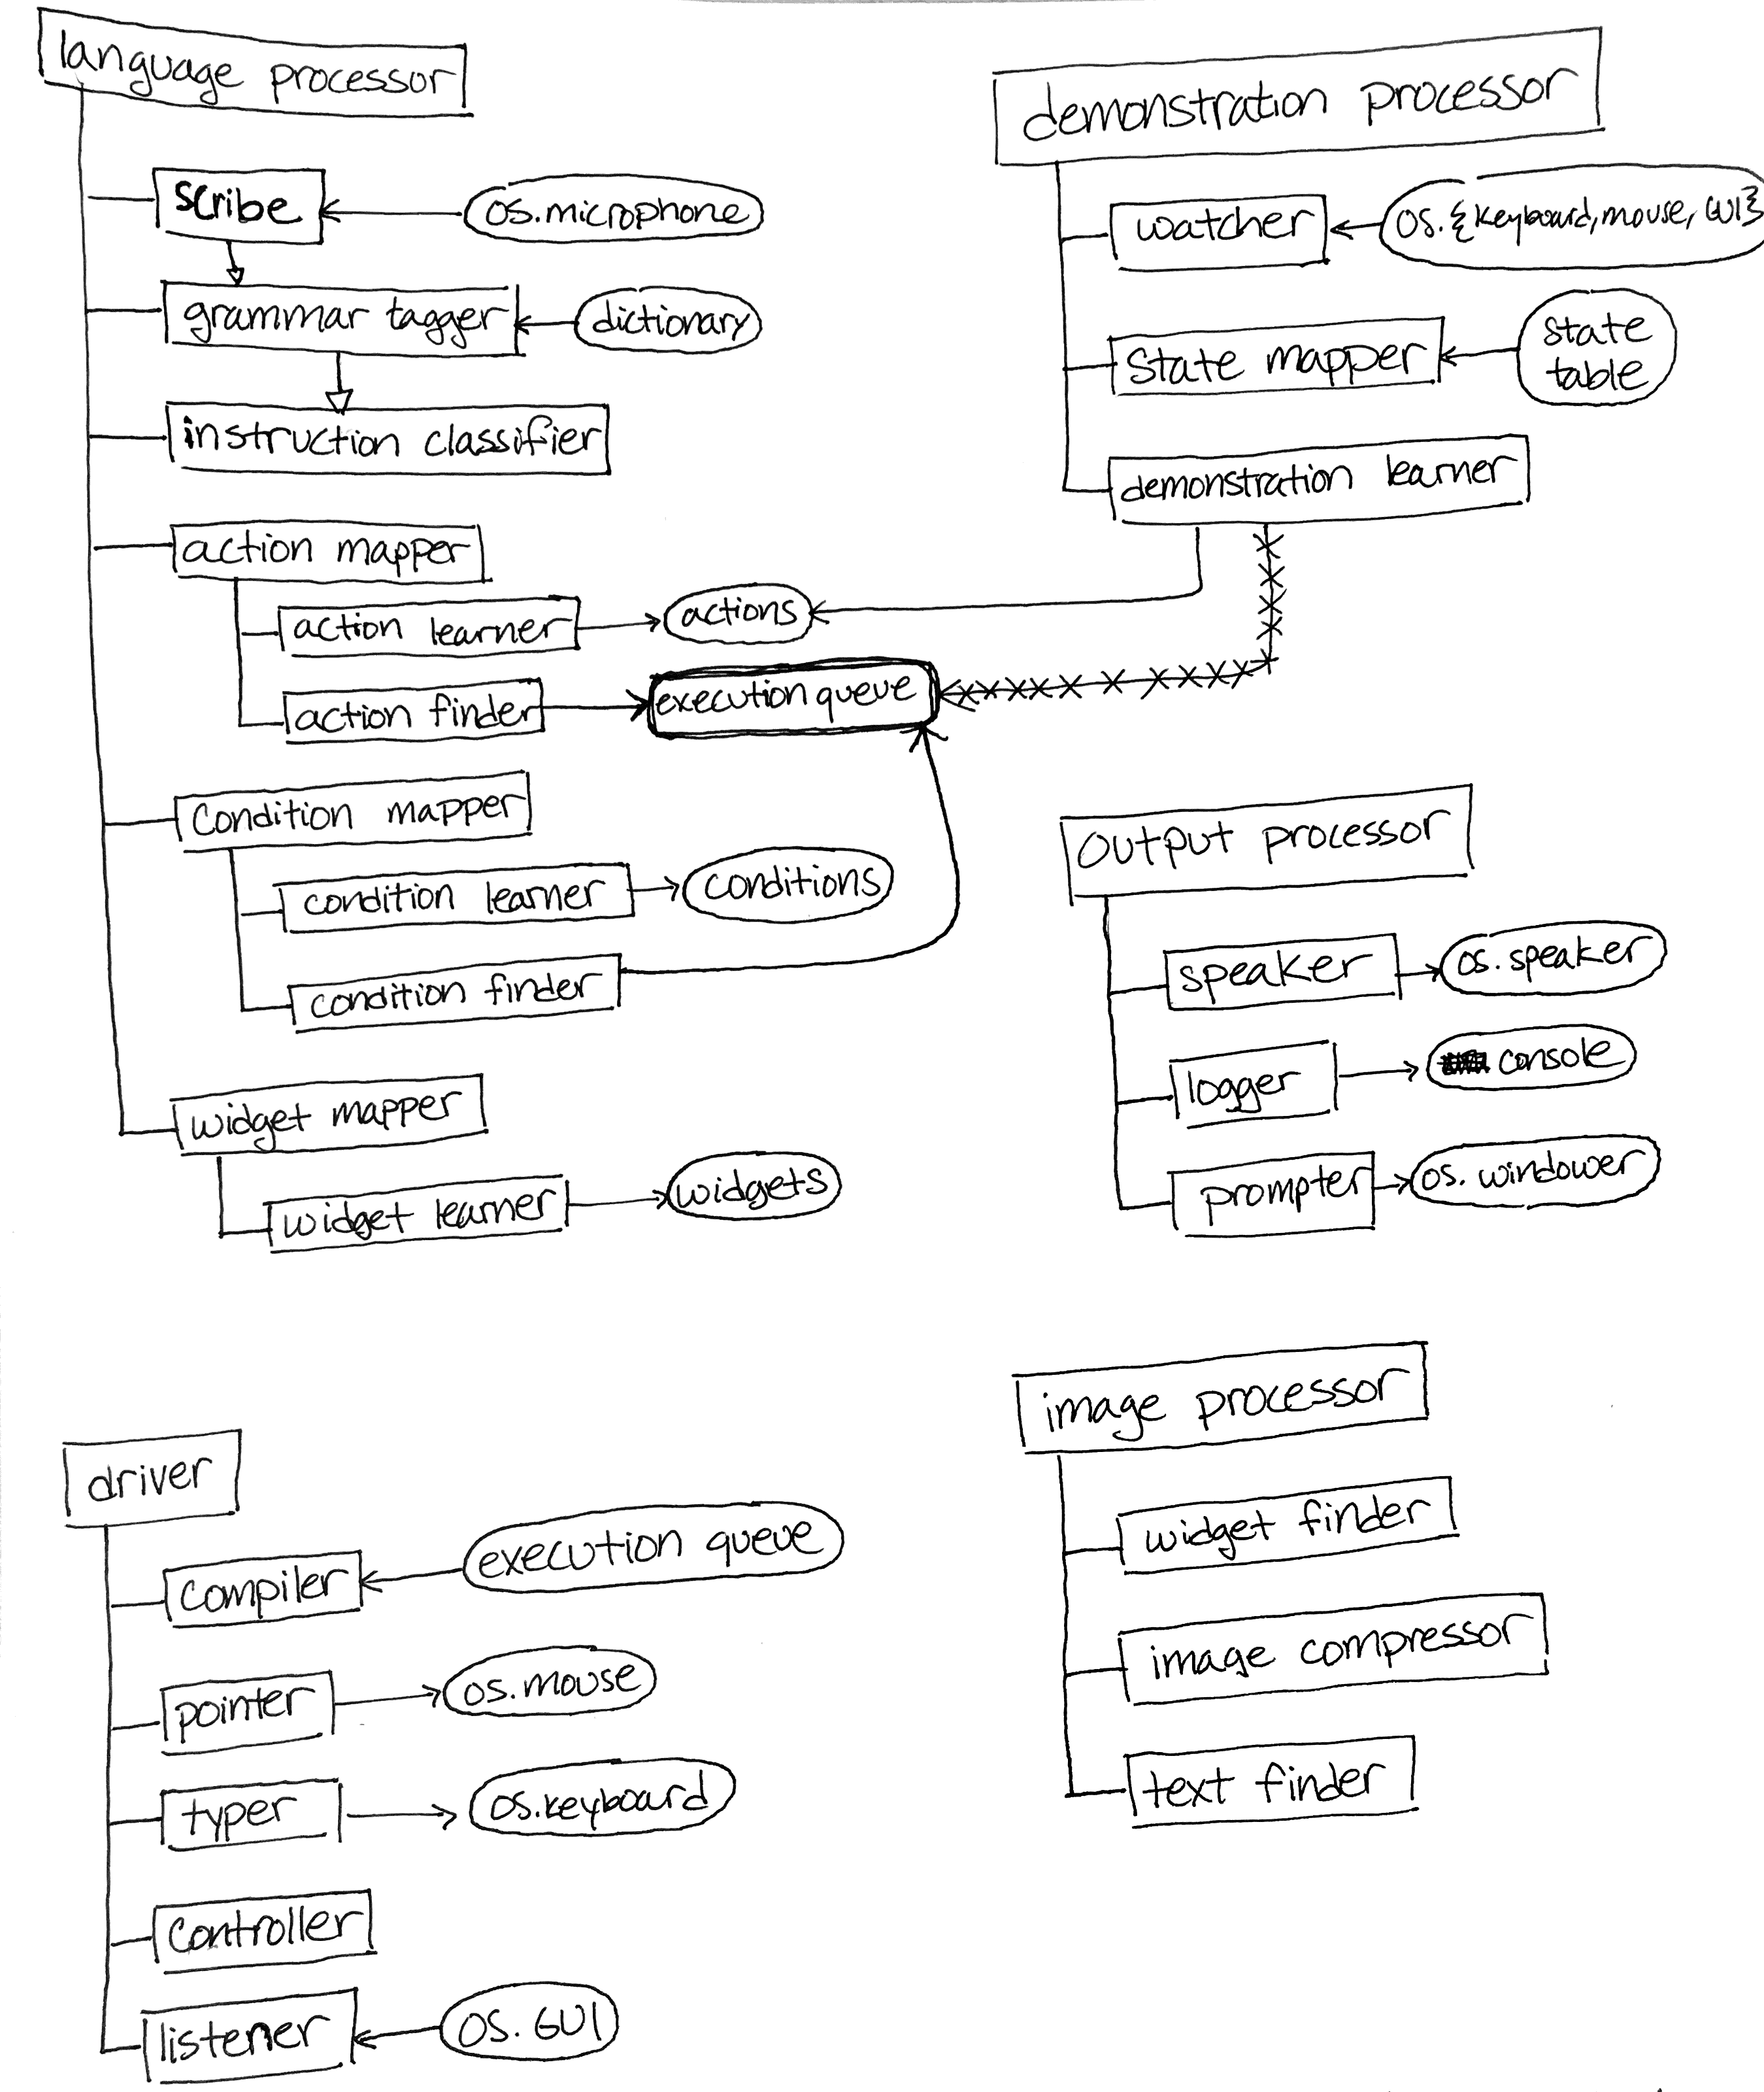 language processor
scribe
os.microphone
grammar tagger
dictionary
instruction classifier
action mapper
action learner
actions
action finder
execution queue
condition mapper
condition learner
conditions
condition finder
widget mapper
widget learner
widgets
demonstration processor
watcher
os.{keyboard, mouse, GUI}
state mapper
state
table
demonstration learner
output processor
speaker
os.speaker
logger
console
prompter
os.windower
driver
compiler
execution queue
pointer
os.mouse
typer
os.keyboard
controller
listener
os.GUI
image processor
widget finder
image compressor
text finder